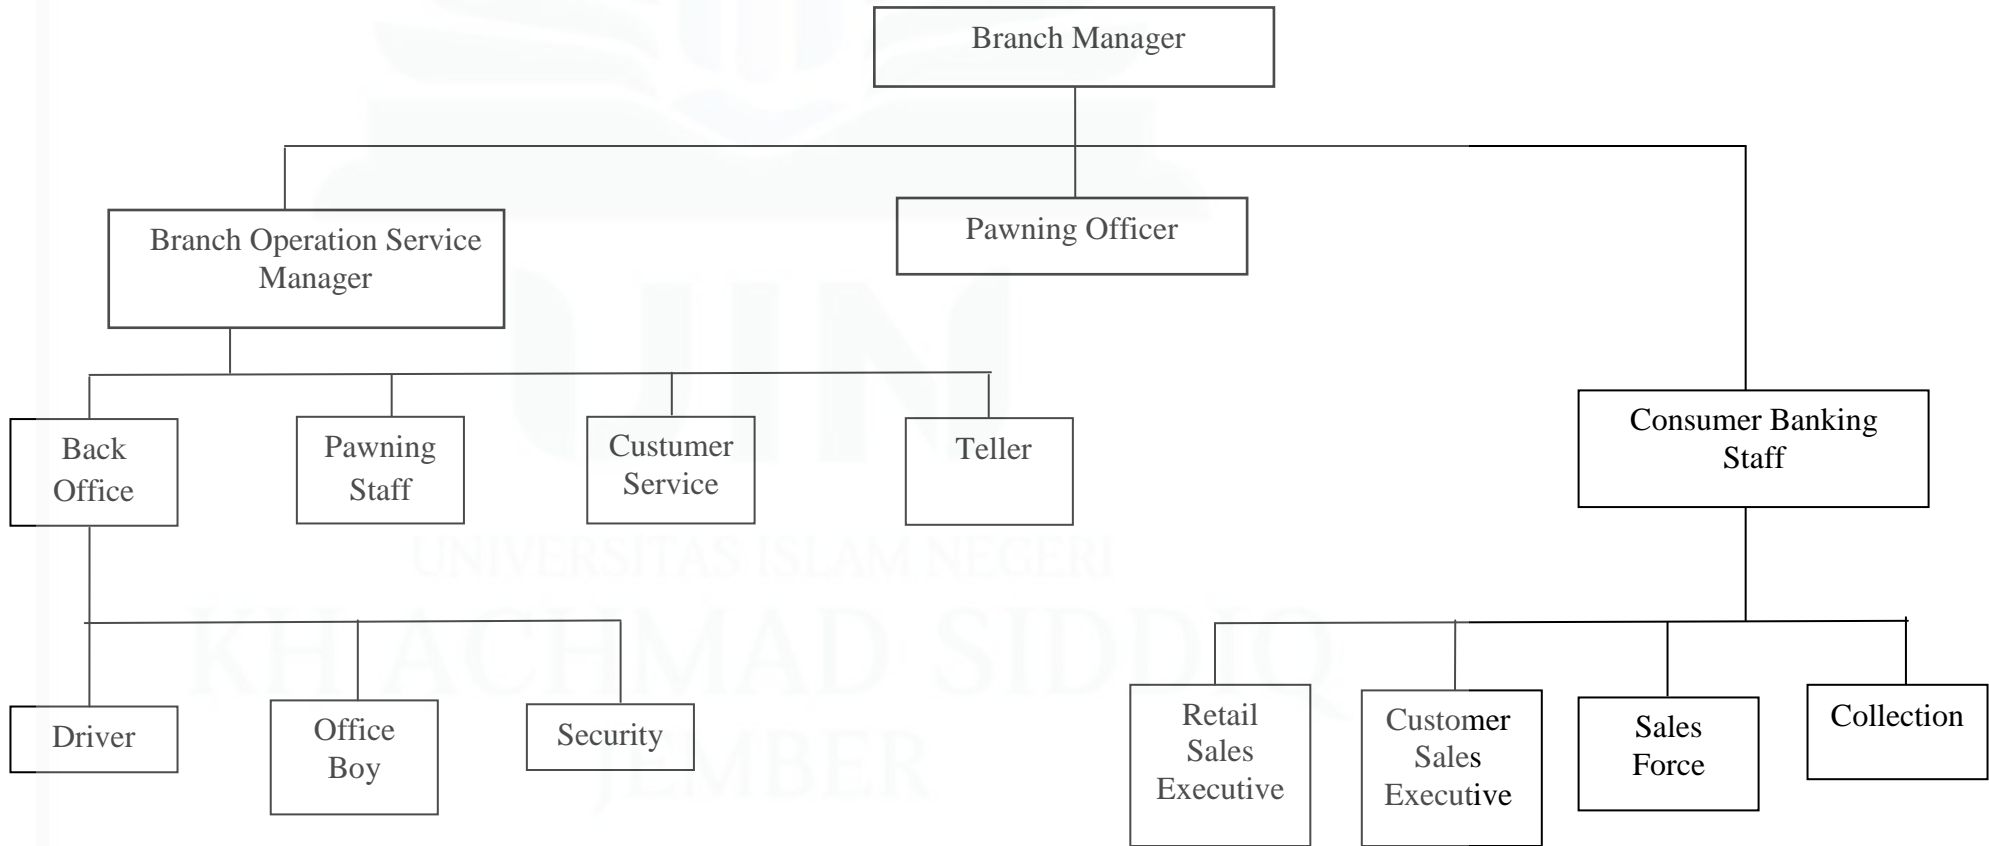 Branch Manager
Branch Operation Service
Manager
Pawning Officer
Consumer Banking
Staff
Back
Office
Pawning
Staff
Custumer
Service
Teller
Driver
Office
Boy
Security
Retail
Sales
Executive
Customer
Sales
Executive
Sales
Force
Collection
UIN
UNIVERSITAS ISLAM NEGERI
KH ACHMAD SIDDIQ
JEMBER